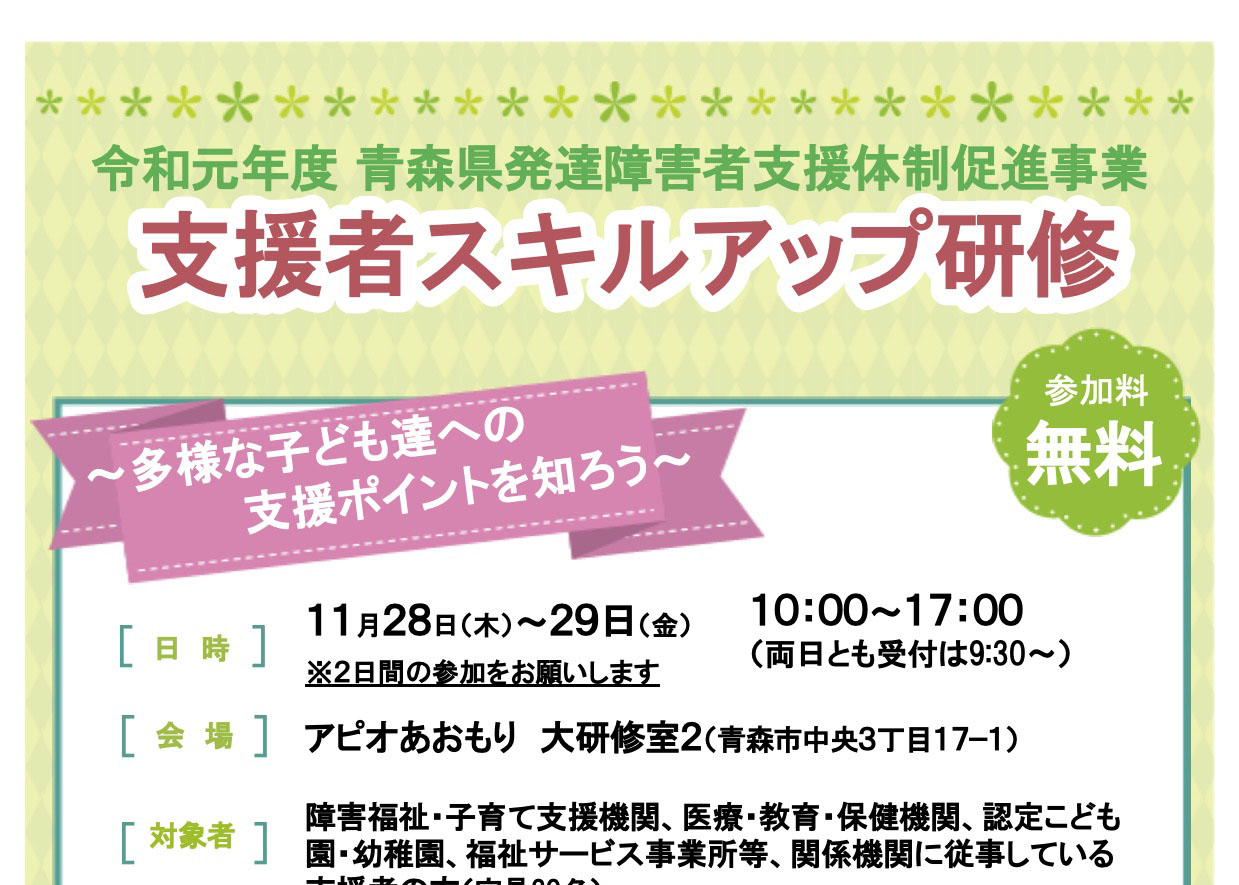 令和元年度 青森県発達障害者支援体制促進事業
支援者スキルアップ研修
参加料
無料
～多様な子ども達への
支援ポイントを知ろう～
[日 時] 11月28日（木）～29日（金） 10：00～17：00
※2日間の参加をお願いします （両日とも受付は9:30～）
[会 場] アピオあおもり 大研修室2（青森市中央3丁目17−1）
[対象者] 障害福祉・子育て支援機関、医療・教育・保健機関、認定こども
園・幼稚園、福祉サービス事業所等、関係機関に従事している